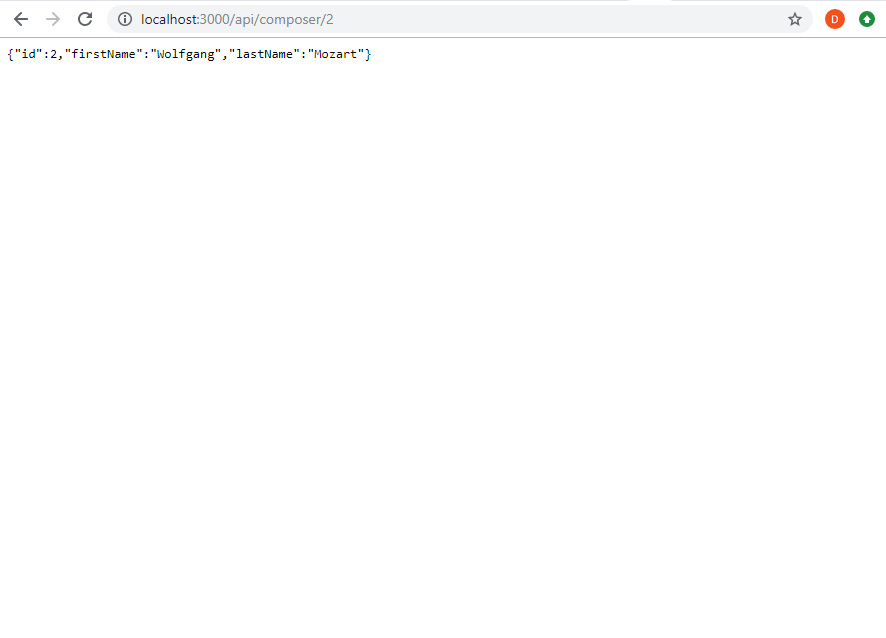 localhost:3000/api/composer/2
D
{"id":2,"firstName":"Wolfgang","lastName":"Mozart"}